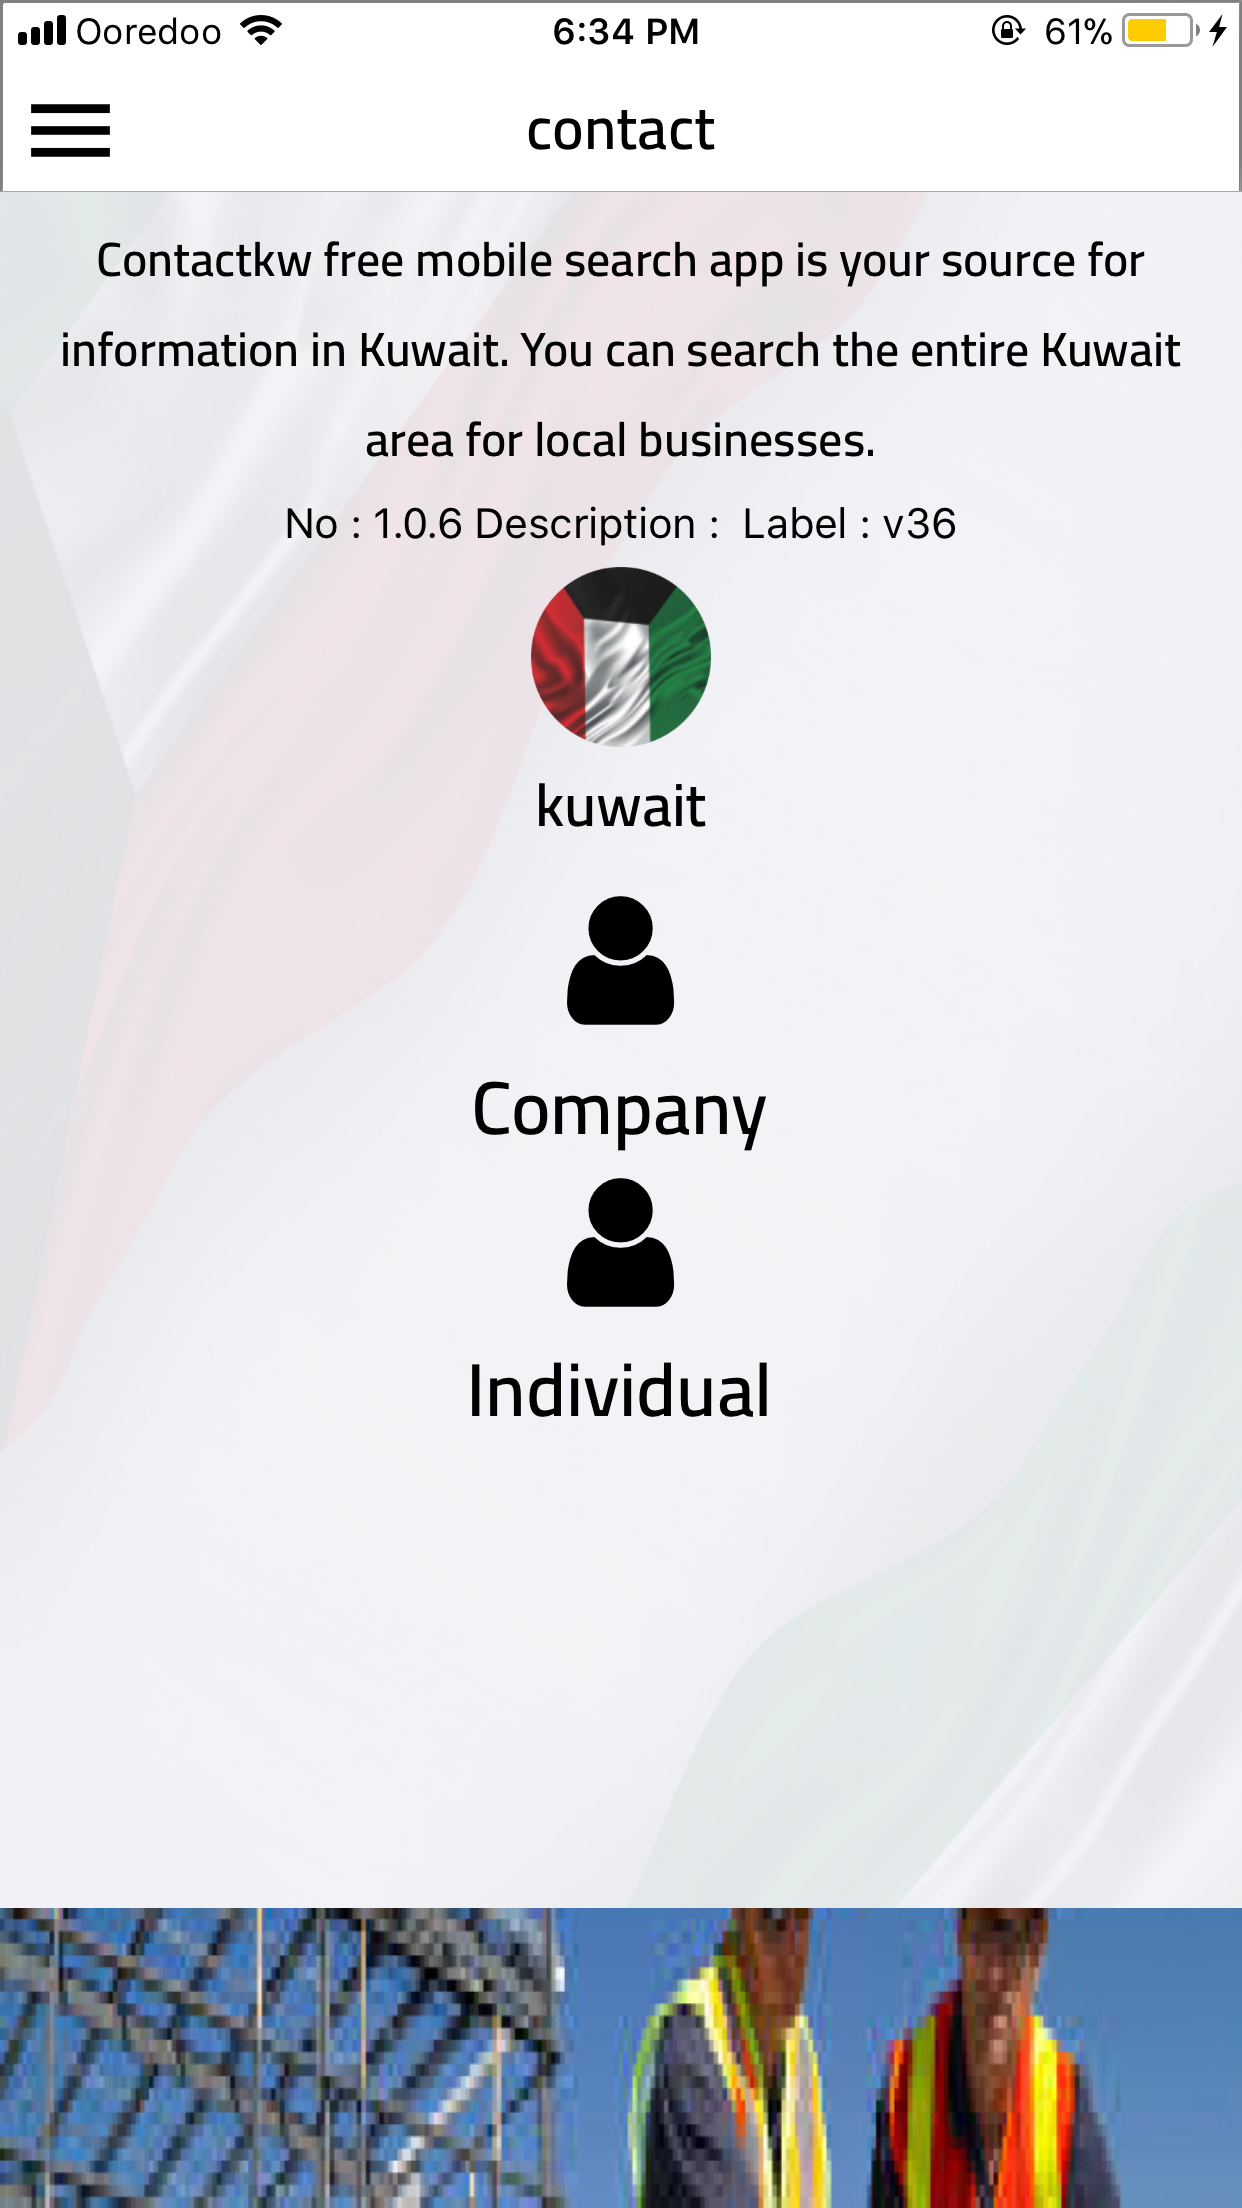 Ooredoo 6:34 PM 61%
contact
Contactkw free mobile search app is your source for
information in Kuwait. You can search the entire Kuwait
area for local businesses.
No : 1.0.6 Description :  Label : v36
kuwait
Company
Individual